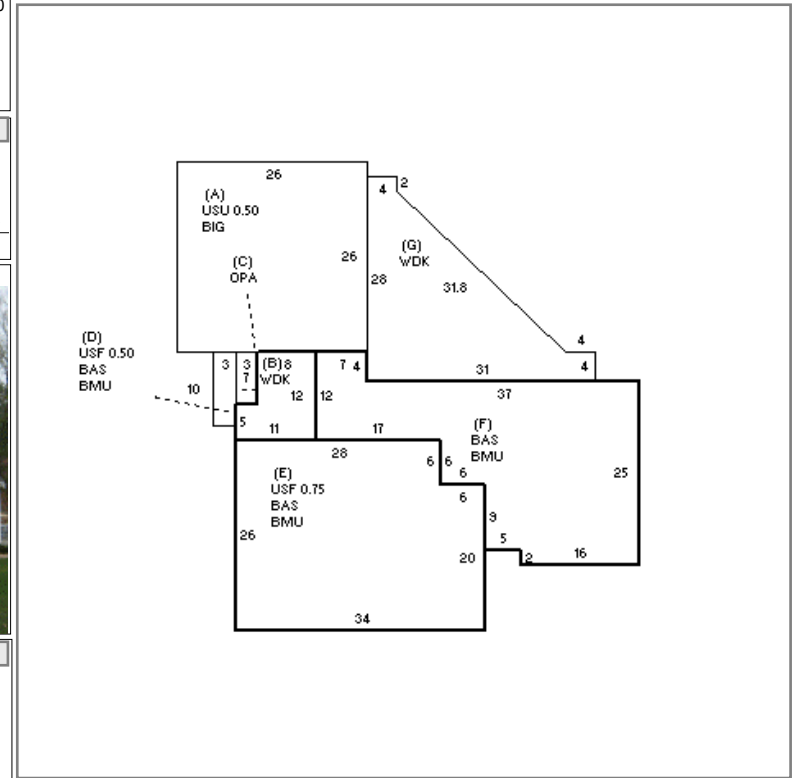 26
(A)
USU 0.50
BIG
4
2
(G)
WDK
26
28
31.8
(C)
OPA
(D)
USF 0.50
BAS
BMU
4
4
31
3
3
7
(B) 8
WDK
7 4
10
12
12
37
5
11
17
28
(F)
BAS
BMU
6
6
6
6
(E)
USF 0.75
BAS
BMU
25
9
5
26
20
2
16
34